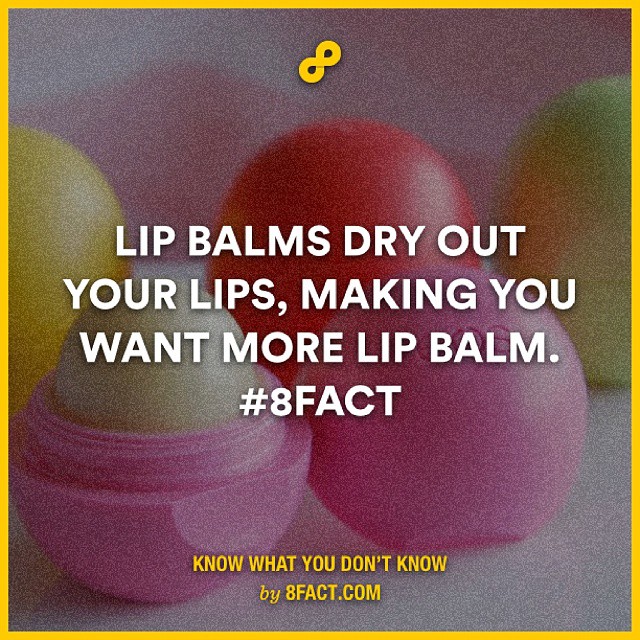 LIP BALMS DRY OUT
YOUR LIPS, MAKING YOU
WANT MORE LIP BALM.
#8FACT
KNOW WHAT YOU DON'T KNOW
by 8FACT.COM